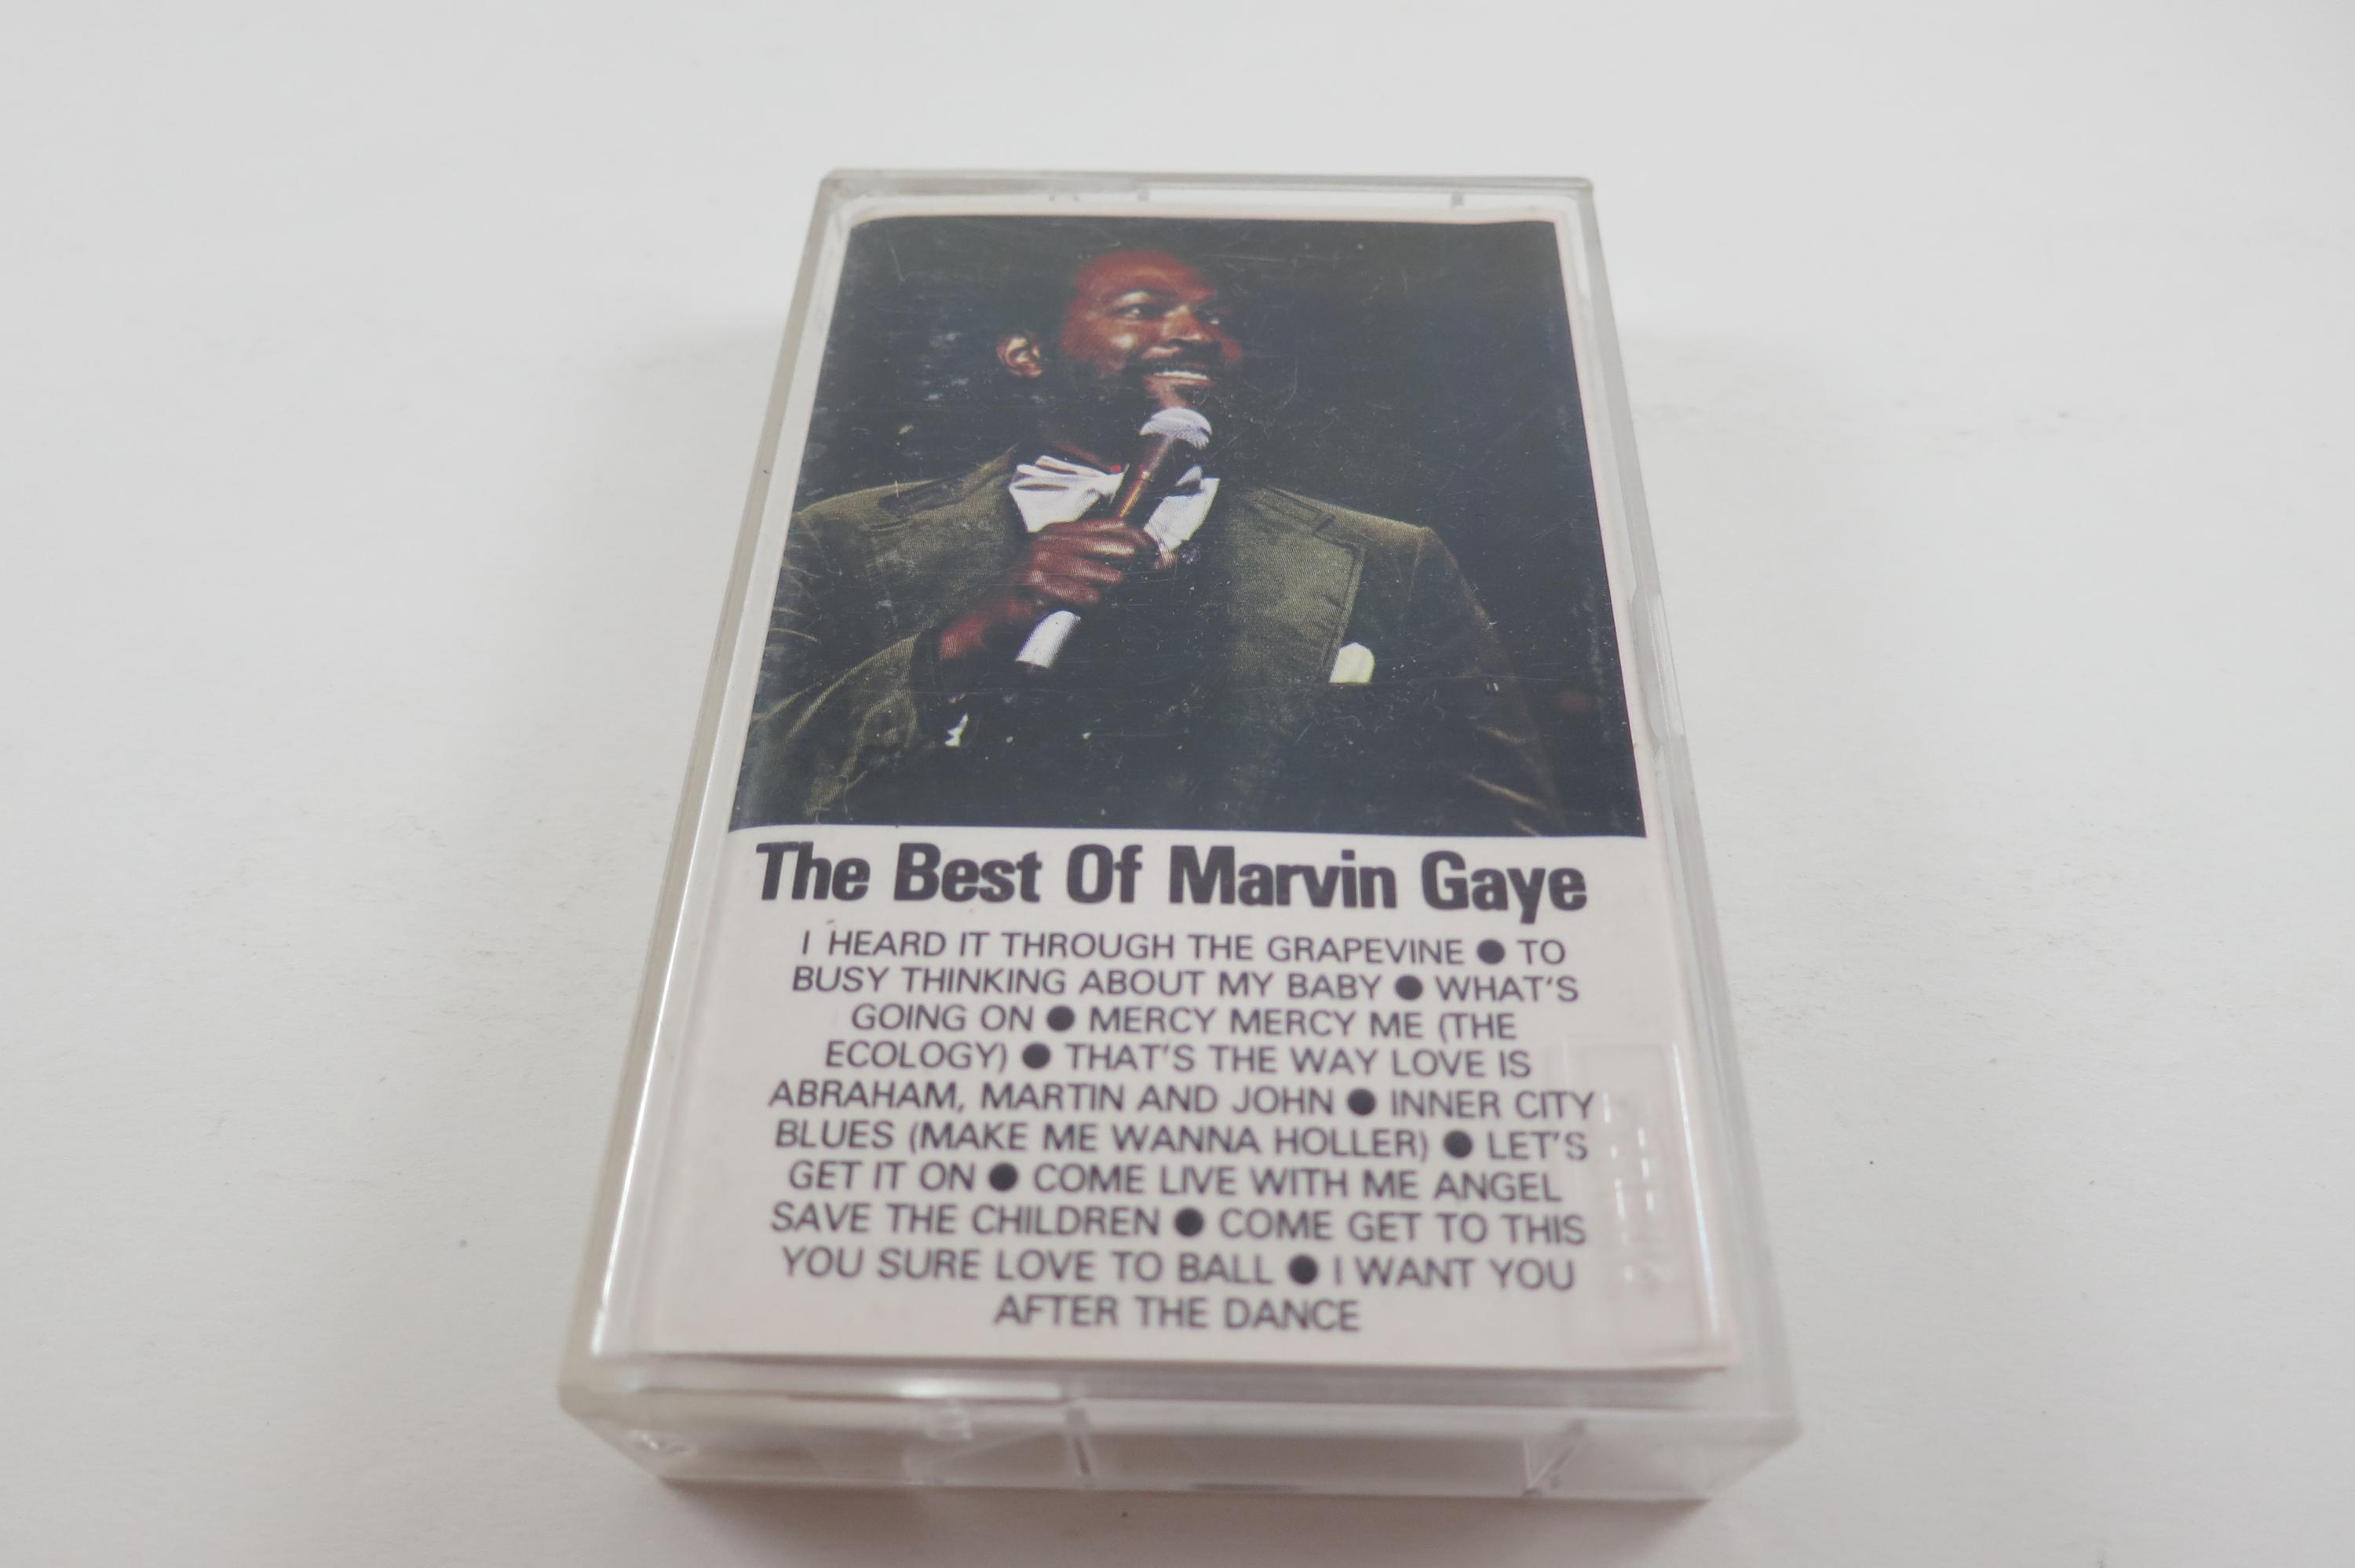 The Best Of Marvin Gaye
I HEARD IT THROUGH THE GRAPEVINE ● TO
BUSY THINKING ABOUT MY BABY ● WHAT'S
GOING ON ● MERCY MERCY ME (THE
ECOLOGY) ● THAT'S THE WAY LOVE IS
ABRAHAM, MARTIN AND JOHN ● INNER CITY
BLUES (MAKE ME WANNA HOLLER) ● LET'S
GET IT ON ● COME LIVE WITH ME ANGEL
SAVE THE CHILDREN ● COME GET TO THIS
YOU SURE LOVE TO BALL ● I WANT YOU
AFTER THE DANCE